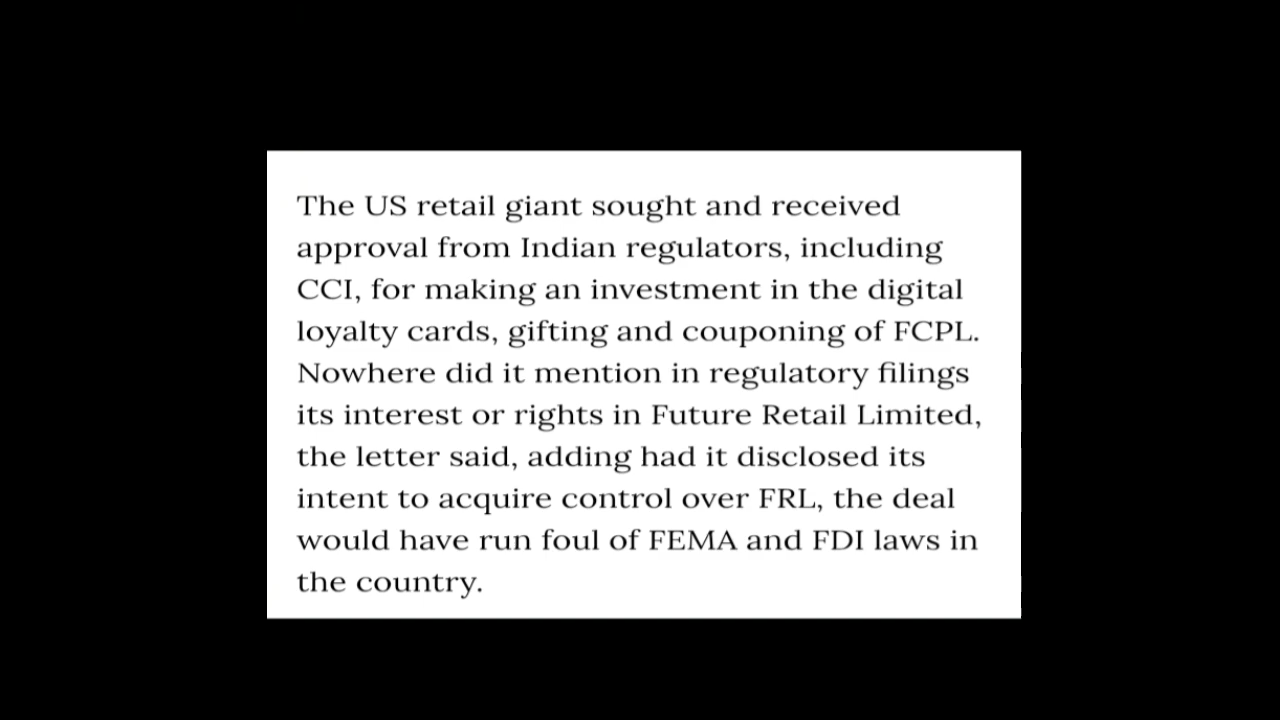 The US retail giant sought and received
approval from Indian regulators, including
CCI, for making an investment in the digital
loyalty cards, gifting and couponing of FCPL.
Nowhere did it mention in regulatory filings
its interest or rights in Future Retail Limited,
the letter said, adding had it disclosed its
intent to acquire control over FRL, the deal
would have run foul of FEMA and FDI laws in
the country.